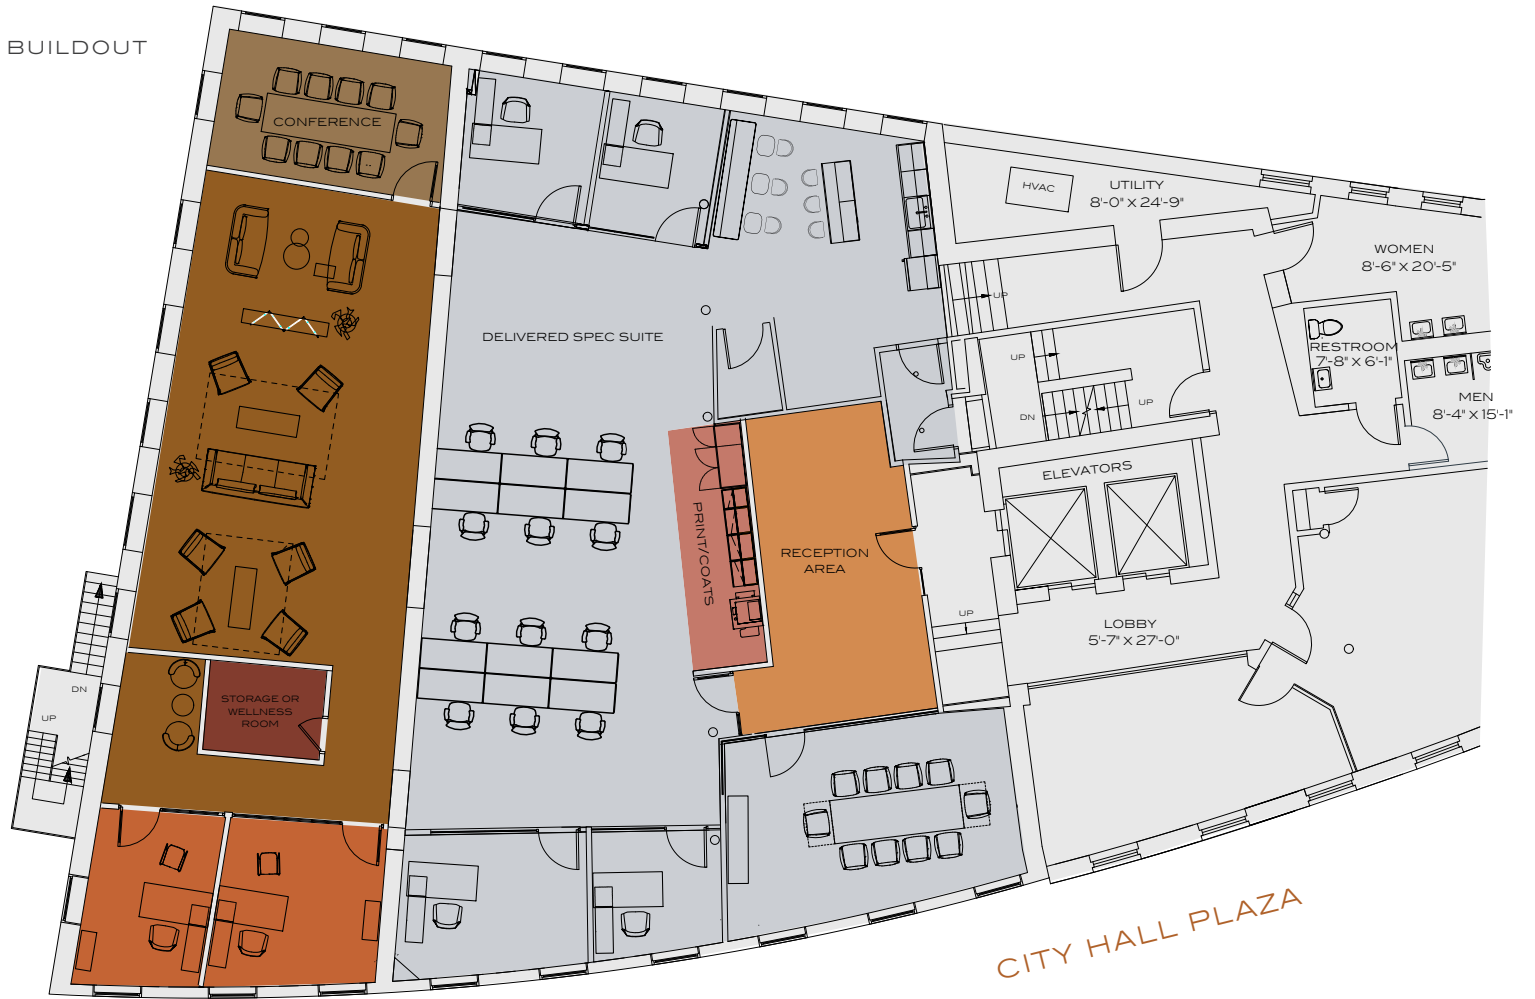 BUILDOUT
CONFERENCE
HVAC
UTILITY
8'-0" X 24'-9"
WOMEN
8'-6" X 20'-5"
UP
DELIVERED SPEC SUITE
UP
RESTROOM
7'-8" X 6'-1"
DN
UP
MEN
8'-4" X 15'-1"
ELEVATORS
PRINT/COATS
RECEPTION
AREA
UP
LOBBY
5'-7" X 27'-0"
DN
UP
STORAGE OR
WELLNESS
ROOM
CITY HALL PLAZA